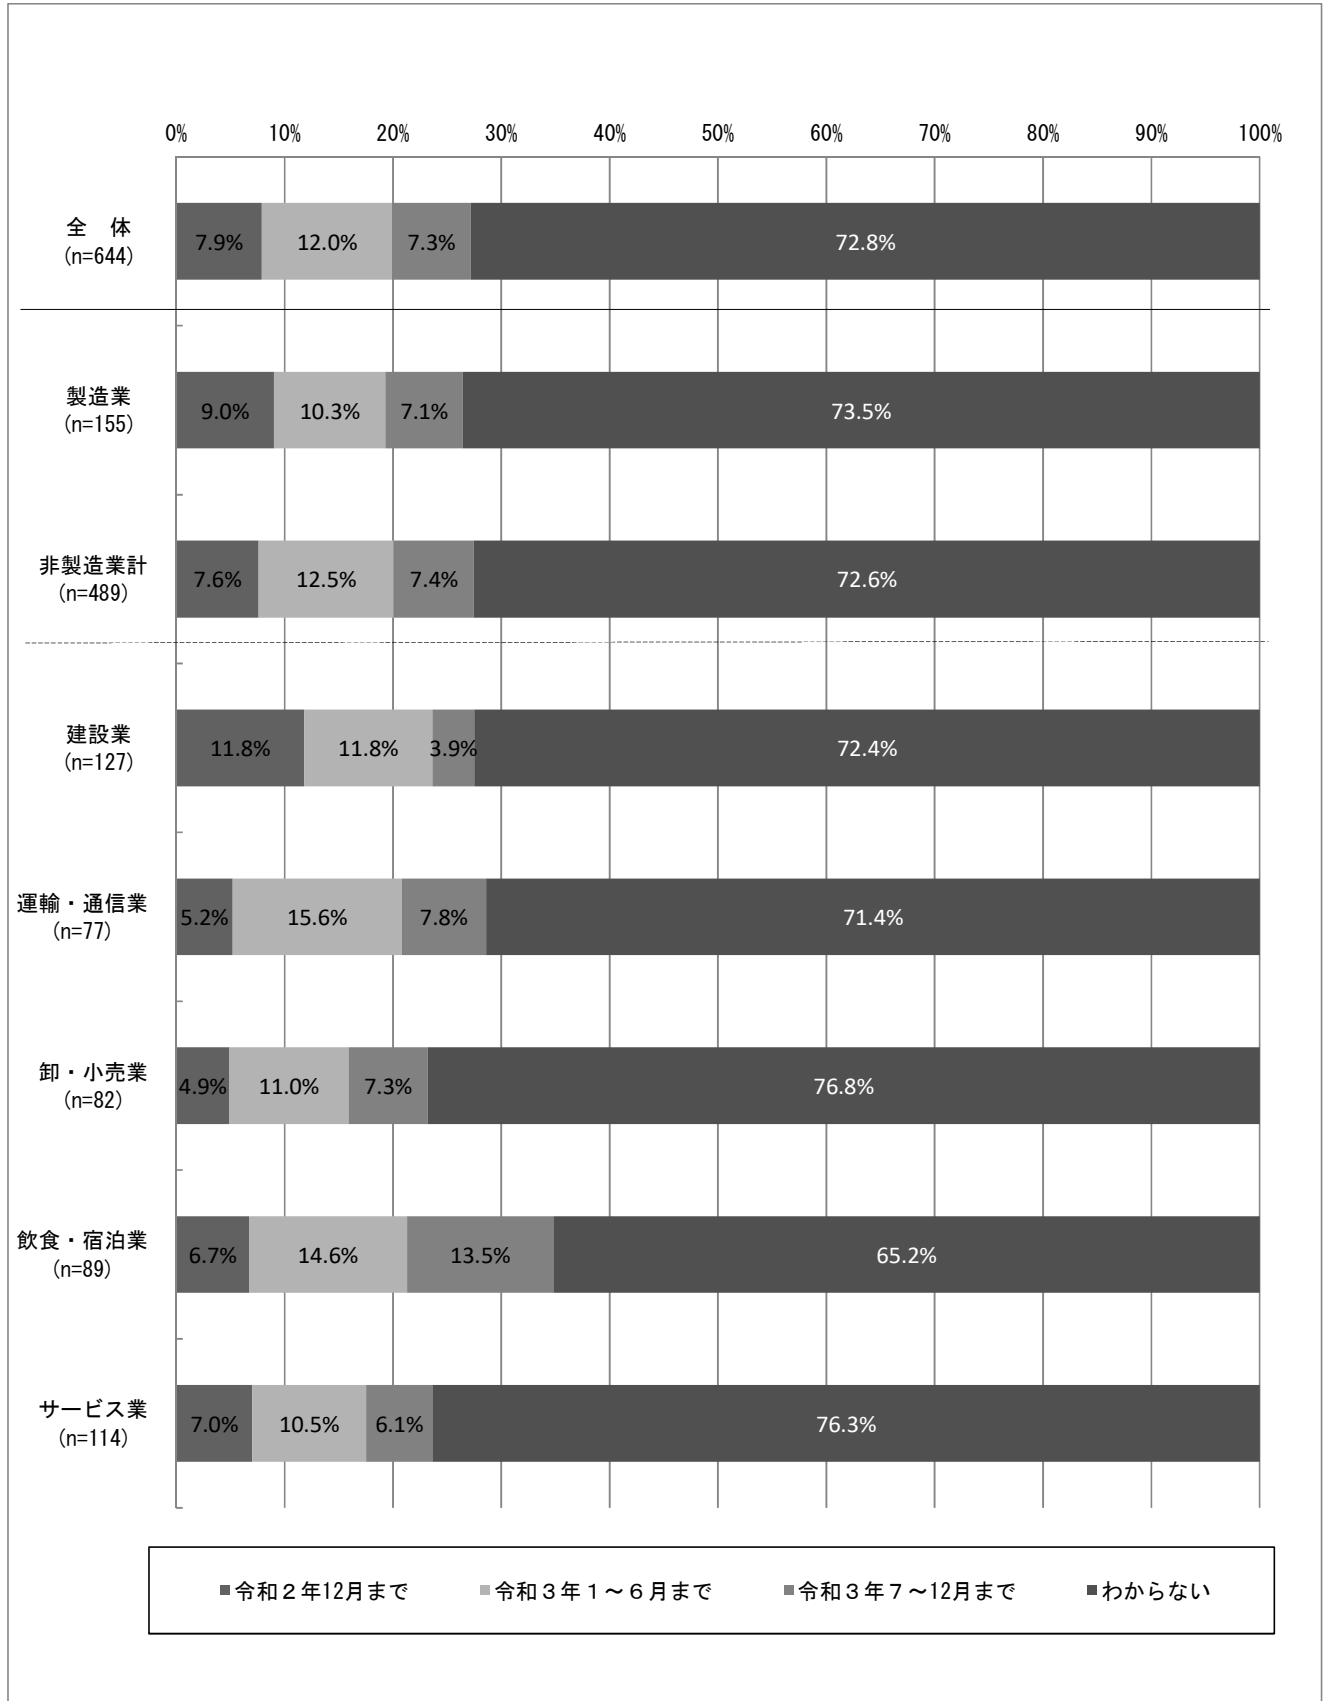 0% 10% 20% 30% 40% 50% 60% 70% 80% 90% 100%
全　体
(n=644)
7.9% 12.0% 7.3% 72.8%
製造業
(n=155)
9.0% 10.3% 7.1% 73.5%
非製造業計
(n=489)
7.6% 12.5% 7.4% 72.6%
建設業
(n=127)
11.8% 11.8% 3.9% 72.4%
運輸・通信業
(n=77)
5.2% 15.6% 7.8% 71.4%
卸・小売業
(n=82)
4.9% 11.0% 7.3% 76.8%
飲食・宿泊業
(n=89)
6.7% 14.6% 13.5% 65.2%
サービス業
(n=114)
7.0% 10.5% 6.1% 76.3%
令和２年12月まで 令和３年１～６月まで 令和３年７～12月まで わからない